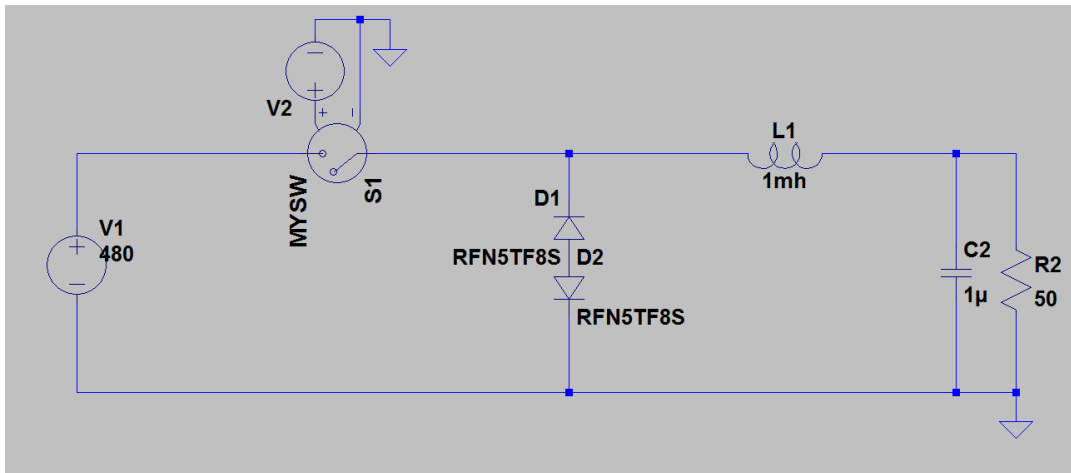 V2
+ -
MYSW
S1
V1
480
D1
RFN5TF8S
D2
RFN5TF8S
L1
1mh
C2
1µ
R2
50